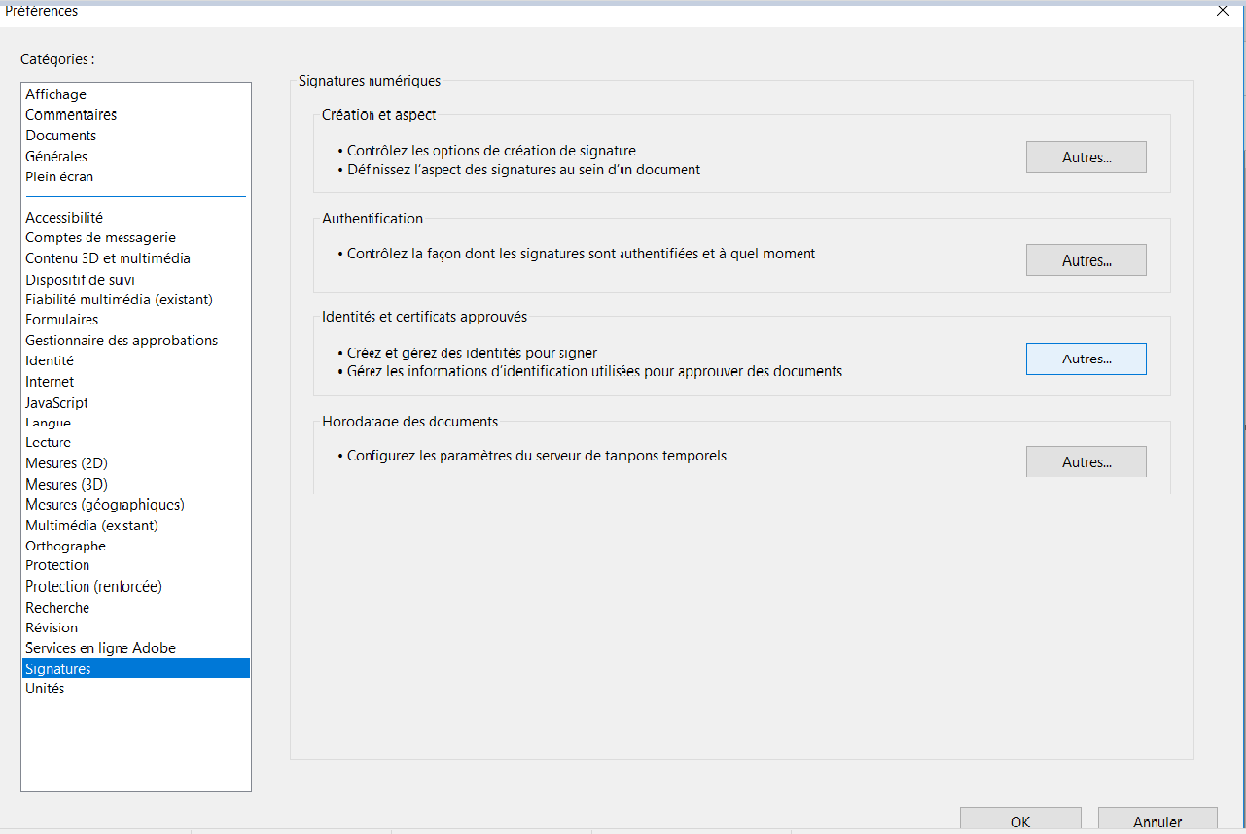 Préférences
Catégories :
Affichage
Commentaires
Documents
Générales
Plein écran
Accessibilité
Comptes de messagerie
Contenu 3D et multimédia
Dispositif de suivi
Fiabilité multimédia (existant)
Formulaires
Gestionnaire des approbations
Identité
Internet
JavaScript
Langue
Lecture
Mesures (2D)
Mesures (3D)
Mesures (géographiques)
Multimédia (existant)
Orthographe
Protection
Protection (renforcée)
Recherche
Révision
Services en ligne Adobe
Signatures
Unités
Signatures numériques
Création et aspect
• Contrôlez les options de création de signature
• Définissez l'aspect des signatures au sein d'un document
Autres...
Authentification
• Contrôlez la façon dont les signatures sont authentifiées et à quel moment
Autres...
Identités et certificats approuvés
• Créez et gérez des identités pour signer
• Gérez les informations d'identification utilisées pour approuver des documents
Autres...
Horodatage des documents
• Configurez les paramètres du serveur de tampons temporels
Autres...
OK
Annuler